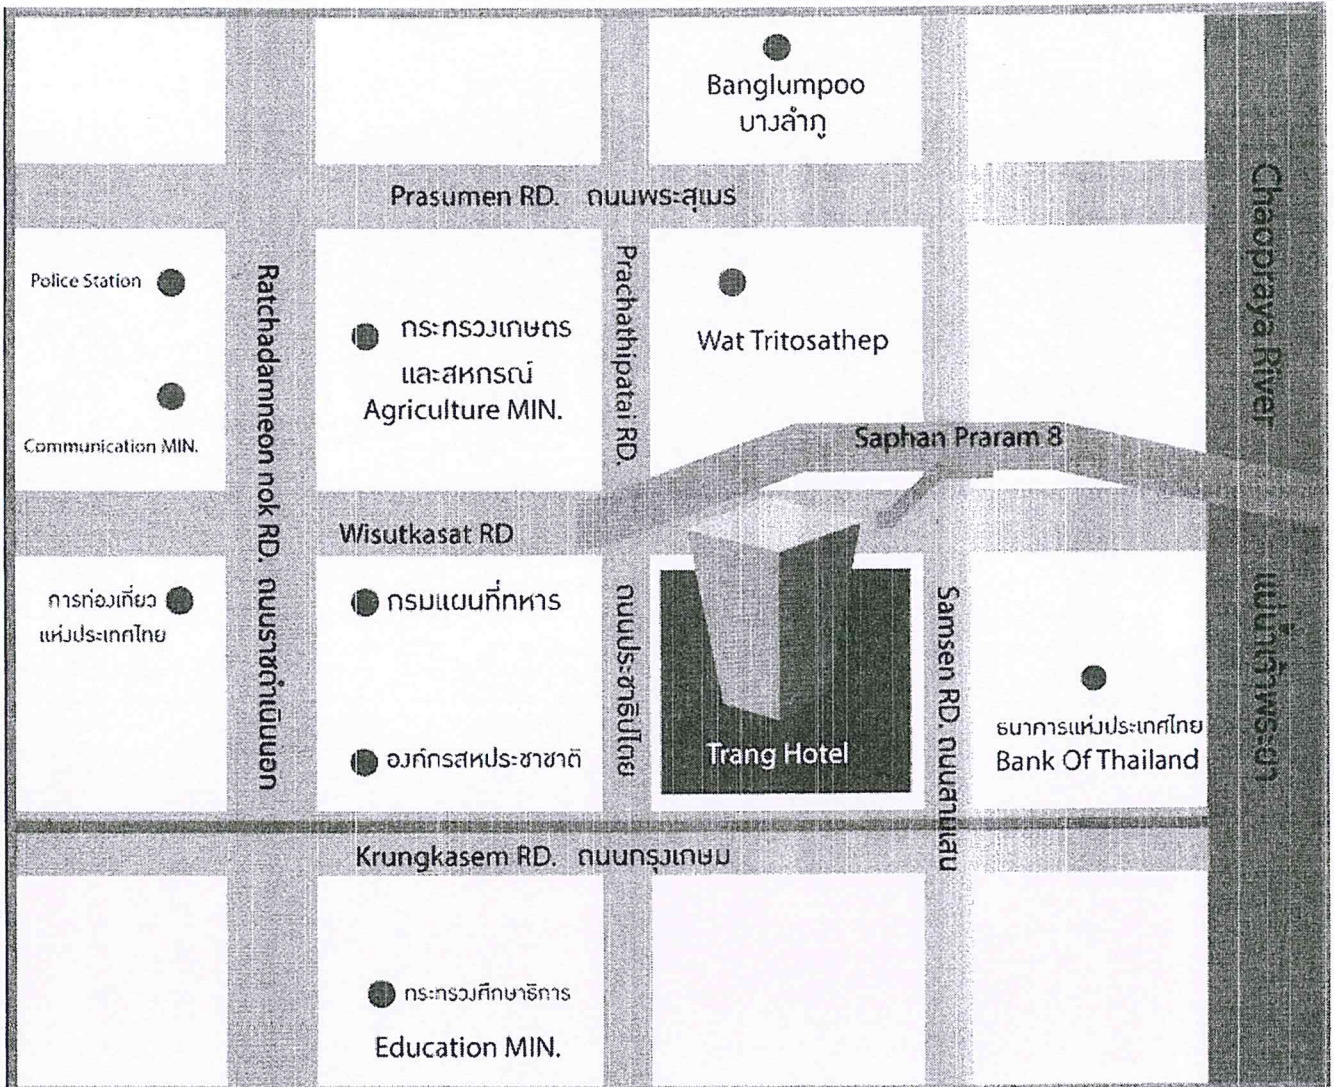 Banglumpoo
บางลำภู
Prasumen RD. ถนนพระสุเมร
Chaopraya River แม่น้ำเจ้าพระยา
Police Station
Ratchadamneon nok RD. ถนนราชดำเนินนอก
กระทรวงเกษตร
และสหกรณ์
Agriculture MIN.
Prachathipatai RD. ถนนประชาธิปไตย
Wat Tritosathep
Communication MIN.
Saphan Praram 8
Wisutkasat RD
การท่องเที่ยว
แห่งประเทศไทย
กรมแผนที่ทหาร
Samsen RD. ถนนสามเสน
องค์กรสหประชาชาติ
Trang Hotel
ธนาคารแห่งประเทศไทย
Bank Of Thailand
Krungkasem RD. ถนนกรุงเกษม
กระทรวงศึกษาธิการ
Education MIN.